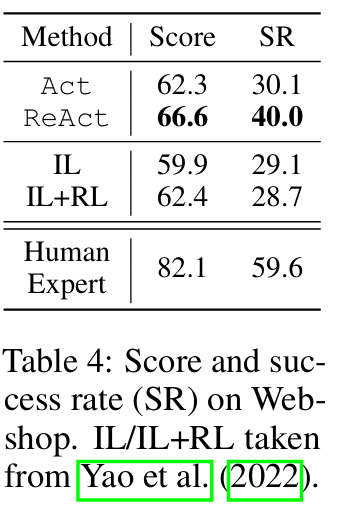 Method Score SR
Act 62.3 30.1
ReAct 66.6 40.0
IL 59.9 29.1
IL+RL 62.4 28.7
Human
Expert 82.1 59.6
Table 4: Score and suc-
cess rate (SR) on Web-
shop. IL/IL+RL taken
from Yao et al. (2022).